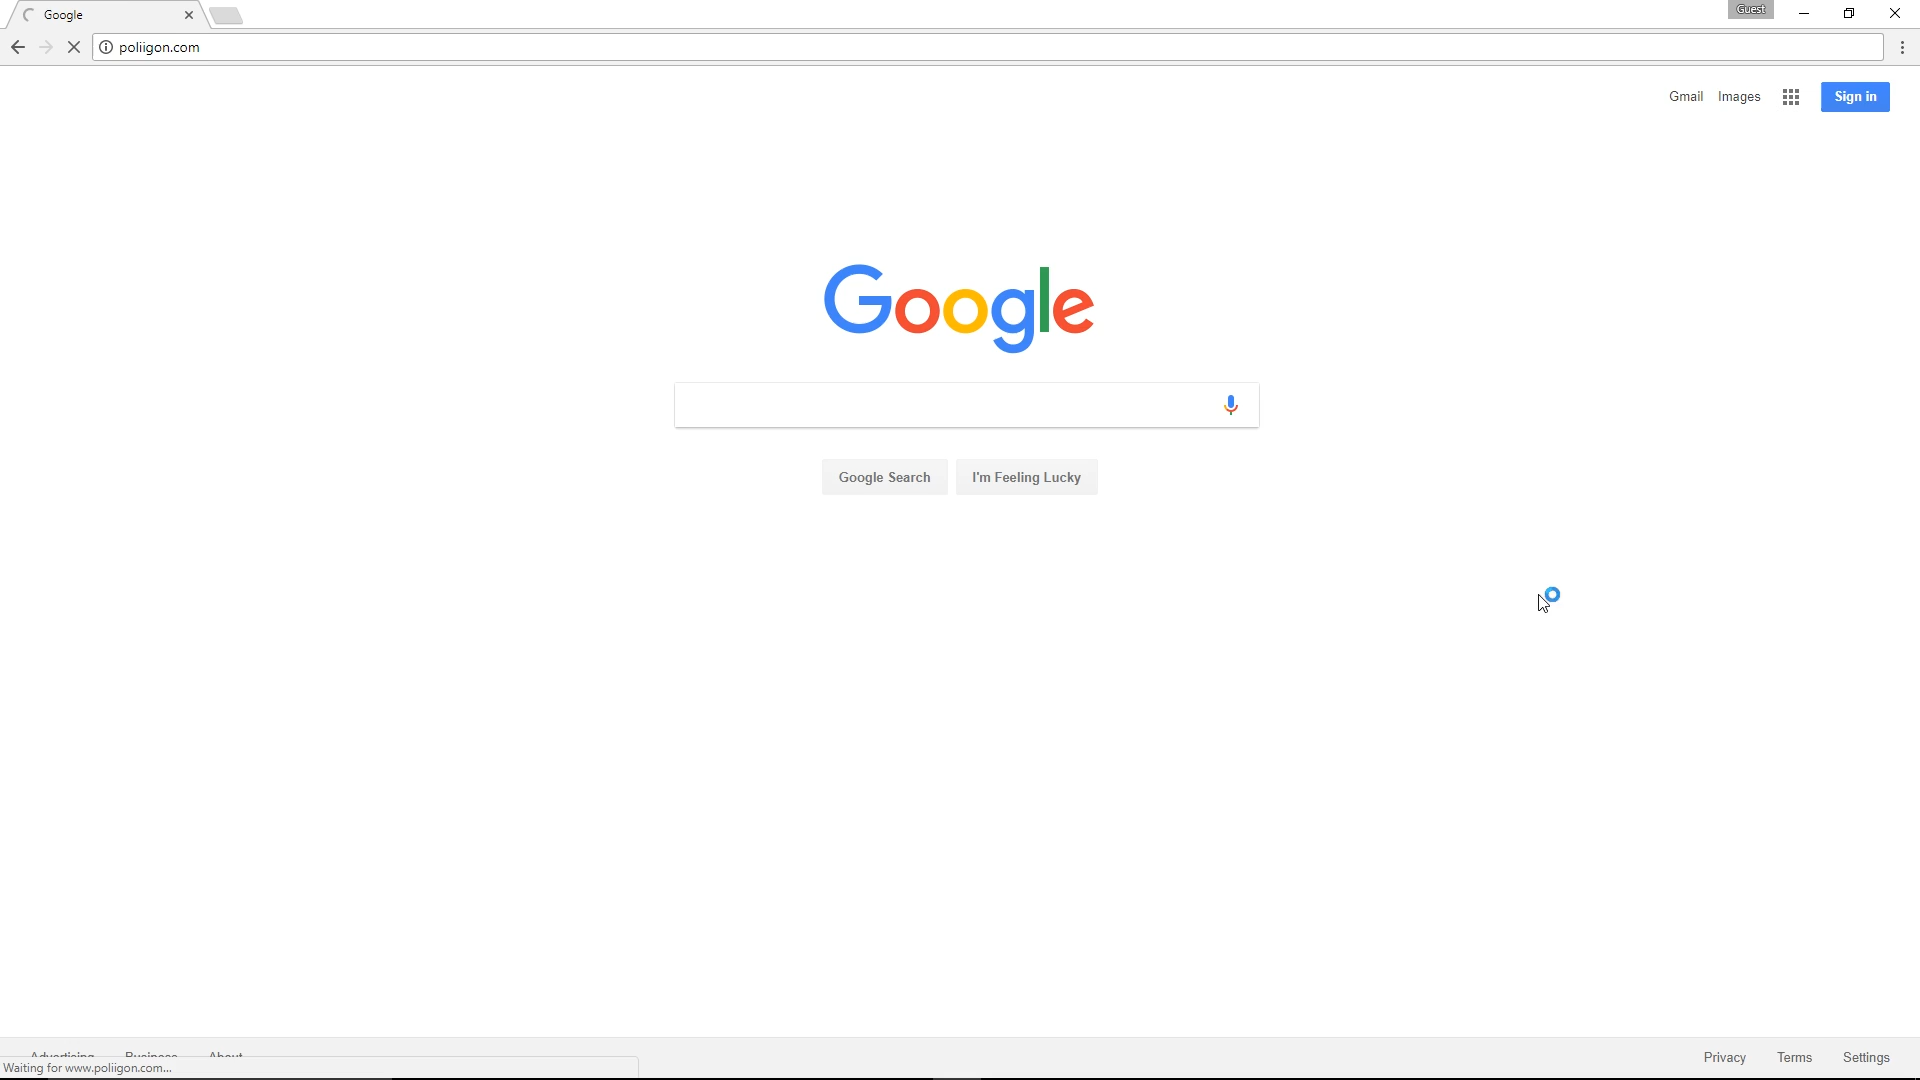 Google
Guest
poliigon.com
Gmail Images Sign in
Google
Google Search I'm Feeling Lucky
Advertising Business About
Privacy Terms Settings
Waiting for www.poliigon.com...